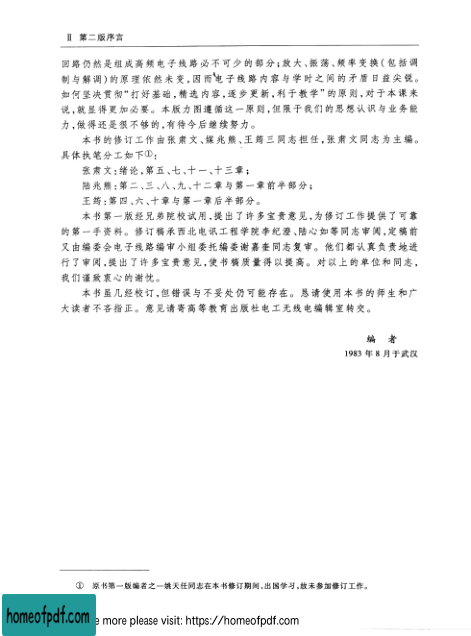 Ⅱ 第二版序言
回路仍然是组成高频电子线路必不可少的部分;放大、振荡、频率变换(包括调
制与解调)的原理依然未变,因而电子线路内容与学时之间的矛盾日益尖锐。
如何坚决贯彻“打好基础,精选内容,逐步更新,利于教学”的原则,对于本课来
说,就显得更加必要。本版力图遵循这一原则,但限于我们的思想认识与业务能
力,做得还是很不够的,有待今后继续努力。
本书的修订工作由张肃文、陆兆熊、王筠三同志担任,张肃文同志为主编。
具体执笔分工如下①:
张肃文:绪论,第五、七、十一、十三章;
陆兆熊:第二、三、八、九、十二章与第一章前半部分;
王筠:第四、六、十章与第一章后半部分。
本书第一版经兄弟院校试用,提出了许多宝贵意见,为修订工作提供了可靠
的第一手资料。修订稿承西北电讯工程学院李纪澄、陆心如等同志审阅,定稿前
又由编委会电子线路编审小组委托编委谢嘉奎同志复审。他们都认真负责地进
行了审阅,提出了许多宝贵意见,使书稿质量得以提高。对以上的单位和同志,
我们谨致衷心的谢忱。
本书虽几经校订,但错误与不妥处仍可能存在。恳请使用本书的师生和广
大读者不吝指正。意见请寄高等教育出版社电工无线电编辑室转交。
编 者
1983 年 8 月于武汉
① 原书第一版编者之一姚天任同志在本书修订期间,出国学习,故未参加修订工作。
homeofpdf.com
e more please visit: https://homeofpdf.com